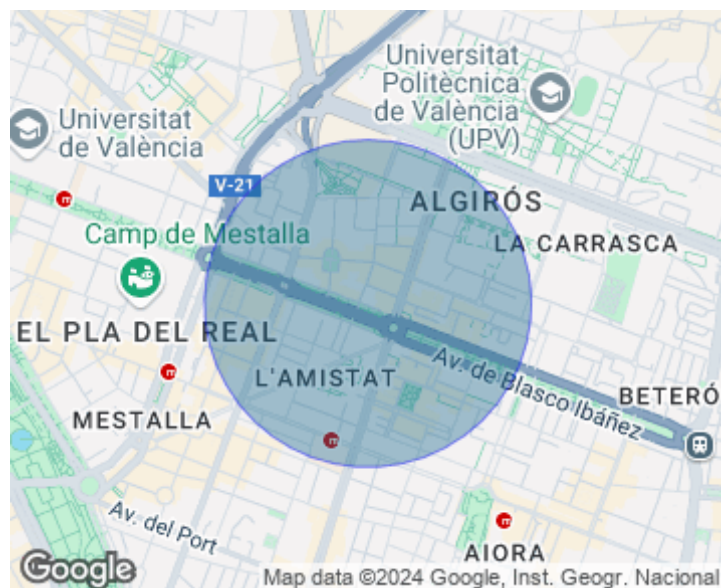 Universitat
Politècnica
de València
(UPV)
Universitat
de València
V-21
ALGIRÓS
LA CARRASCA
Camp de Mestalla
EL PLA DEL REAL
L'AMISTAT
Av. de Blasco Ibáñez
BETERÓ
MESTALLA
Av. del Port
AIORA
Google
Map data ©2024 Google, Inst. Geogr. Nacional